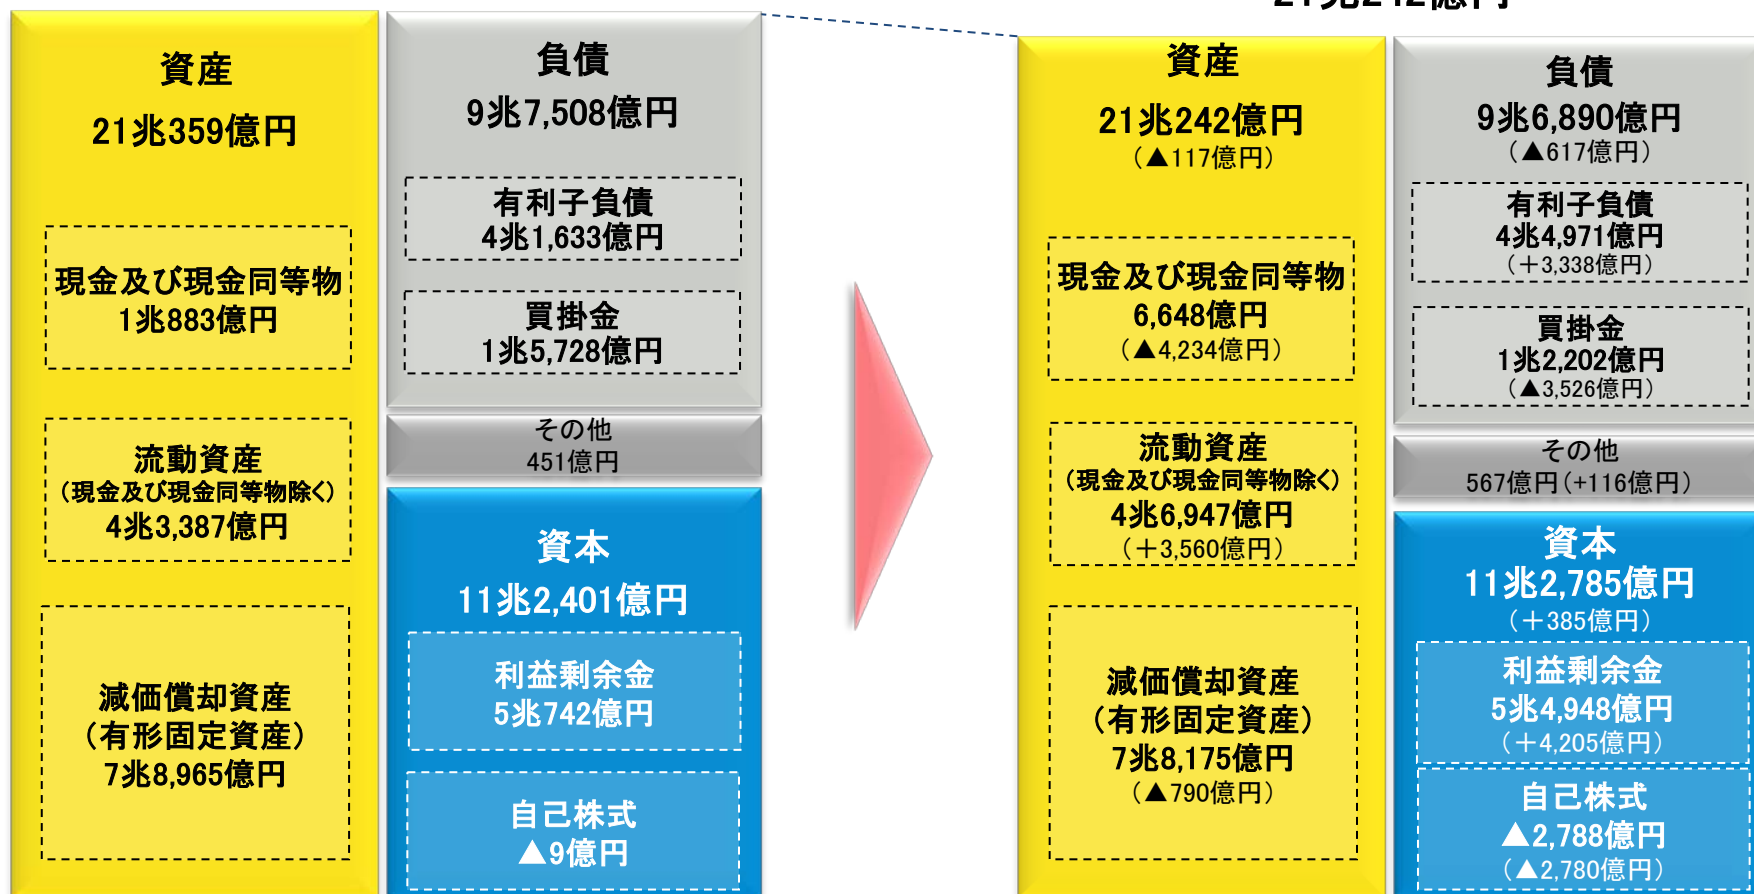 資産
21兆359億円
現金及び現金同等物
1兆883億円
流動資産
(現金及び現金同等物除く)
4兆3,387億円
減価償却資産
(有形固定資産)
7兆8,965億円
負債
9兆7,508億円
有利子負債
4兆1,633億円
買掛金
1兆5,728億円
その他
451億円
資本
11兆2,401億円
利益剰余金
5兆742億円
自己株式
▲9億円
21兆242億円
資産
21兆242億円
(▲117億円)
現金及び現金同等物
6,648億円
(▲4,234億円)
流動資産
(現金及び現金同等物除く)
4兆6,947億円
(+3,560億円)
減価償却資産
(有形固定資産)
7兆8,175億円
(▲790億円)
負債
9兆6,890億円
(▲617億円)
有利子負債
4兆4,971億円
(+3,338億円)
買掛金
1兆2,202億円
(▲3,526億円)
その他
567億円(+116億円)
資本
11兆2,785億円
(+385億円)
利益剰余金
5兆4,948億円
(+4,205億円)
自己株式
▲2,788億円
(▲2,780億円)